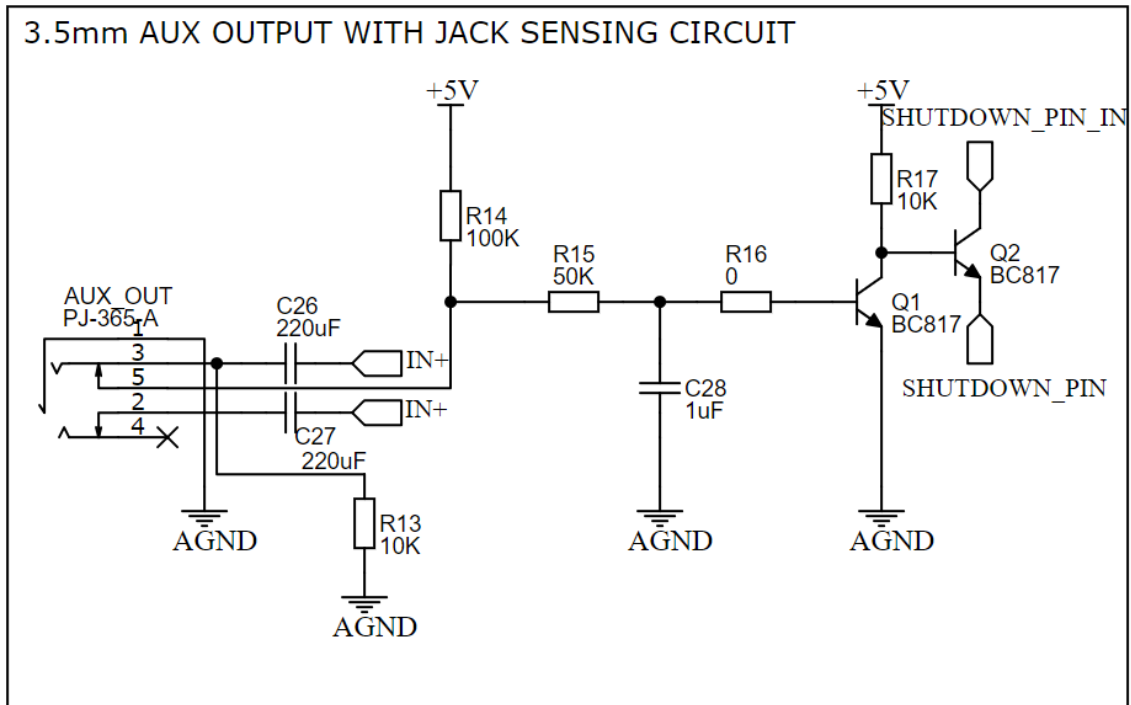 3.5mm AUX OUTPUT WITH JACK SENSING CIRCUIT
+5V
+5V
SHUTDOWN_PIN_IN
R14
100K
R17
10K
R15
50K
R16
0
Q2
BC817
AUX_OUT
PJ-365-A
C26
220uF
Q1
BC817
1
3
IN+
5
2
IN+
4
C27
220uF
C28
1uF
SHUTDOWN_PIN
R13
10K
AGND
AGND
AGND
AGND